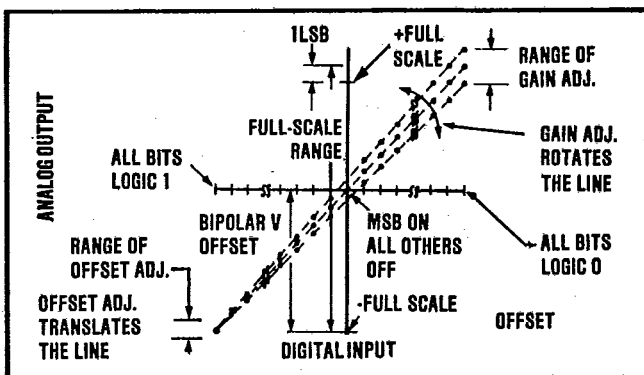 1LSB
+FULL
SCALE
RANGE OF
GAIN ADJ.
ANALOG OUTPUT
FULL-SCALE
RANGE
GAIN ADJ.
ROTATES
THE LINE
ALL BITS
LOGIC 1
BIPOLAR V
OFFSET
MSB ON
ALL OTHERS
OFF
ALL BITS
LOGIC 0
RANGE OF
OFFSET ADJ.
OFFSET ADJ.
TRANSLATES
THE LINE
-FULL SCALE
OFFSET
DIGITAL INPUT